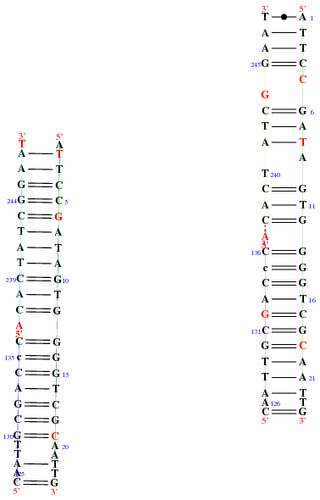 3' 5'
T A
A T
A T
G C
244 G C 5
C G
T A
A T
T A
239 C G 10
A T
C G
A
5'
C G
135 c G
C G 15
A T
G C
C G
130 G C
T A 20
T A
A T
A T
C G
5' 3'
3' 5'
T A 1
A T
A T
245 G C
C
G
C G 6
T A
A T
A
T 240
C G
A T 11
C G
A
C G
136
c G
C G
A T 16
G C
131 C G
G C
T A
T A 21
A T
126 A T
C G
5' 3'